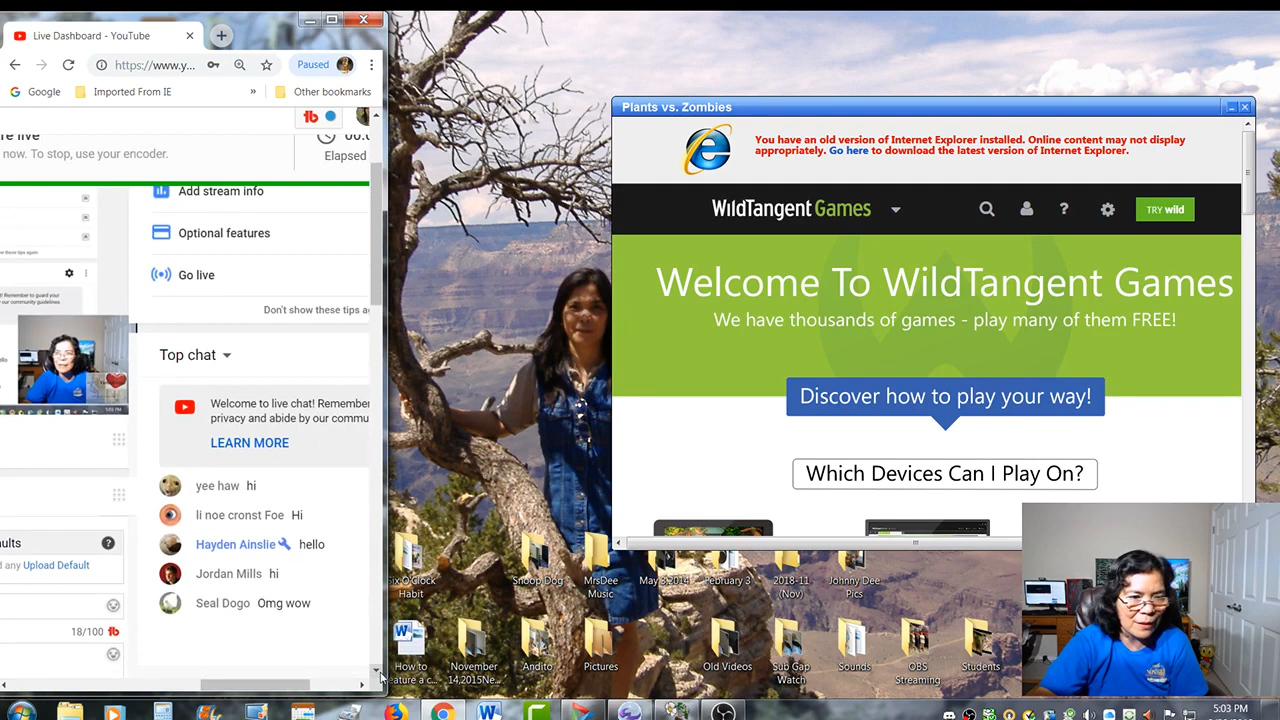 Live Dashboard - YouTube
https://www.y...
Paused
Google
Imported From IE
»
Other bookmarks
now. To stop, use your encoder.
Elapsed
Add stream info
Optional features
Go live
Don't show these tips a
Top chat
Welcome to live chat! Remember
privacy and abide by our commu
LEARN MORE
yee haw hi
li noe cronst Foe Hi
Hayden Ainslie hello
Jordan Mills hi
Seal Dogo Omg wow
aults
d any Upload Default
18/100
Plants vs. Zombies
You have an old version of Internet Explorer installed. Online content may not display
appropriately. Go here to download the latest version of Internet Explorer.
WildTangent Games
?
TRY wild
Welcome To WildTangent Games
We have thousands of games - play many of them FREE!
Discover how to play your way!
Which Devices Can I Play On?
Six O'Clock
Habit
Snoop Dog
MrsDee
Music
May 3,2014
February 3
2018-11
(Nov)
Johnny Dee
Pics
How to
eature a c...
November
14,2015Ne...
Andito
Pictures
Old Videos
Sub Gap
Watch
Sounds
OBS
Streaming
Students
5:03 PM